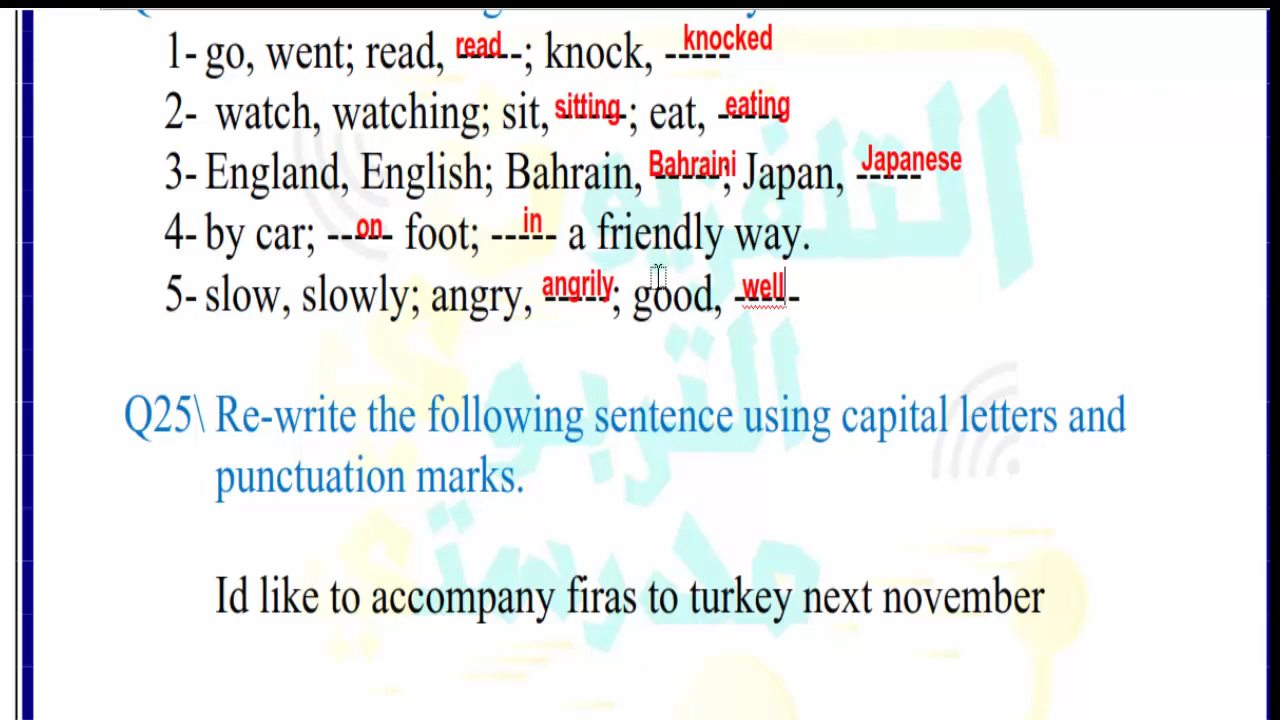 1- go, went; read, read -----; knock, knocked -----
2- watch, watching; sit, sitting -----; eat, eating -----
3- England, English; Bahrain, Bahraini -----; Japan, Japanese -----
4- by car; --on-- foot; --in-- a friendly way.
5- slow, slowly; angry, angrily -----; good, well -----
Q25\ Re-write the following sentence using capital letters and
punctuation marks.
Id like to accompany firas to turkey next november
التلفزيون
التربوي
مدرستي